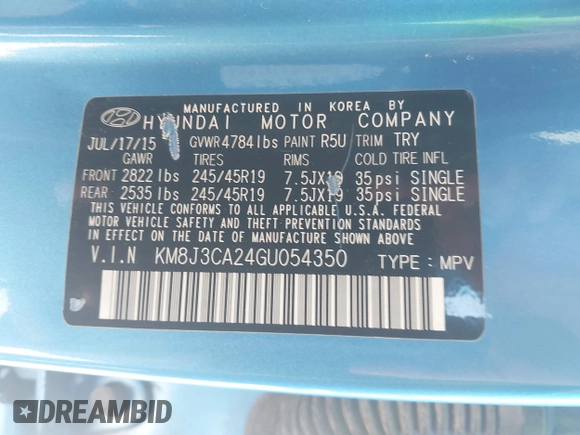 MANUFACTURED IN KOREA BY
HYUNDAI MOTOR COMPANY
JUL/17/15 GVWR 4784lbs PAINT R5U TRIM TRY
GAWR TIRES RIMS COLD TIRE INFL
FRONT 2822 lbs 245/45R19 7.5JX19 35psi SINGLE
REAR 2535 lbs 245/45R19 7.5JX19 35psi SINGLE
THIS VEHICLE CONFORMS TO ALL APPLICABLE U.S.A. FEDERAL
MOTOR VEHICLE SAFETY AND THEFT PREVENTION STANDARDS
IN EFFECT ON THE DATE OF MANUFACTURE SHOWN ABOVE.
V.I.N KM8J3CA24GU054350 TYPE: MPV
DREAMBID